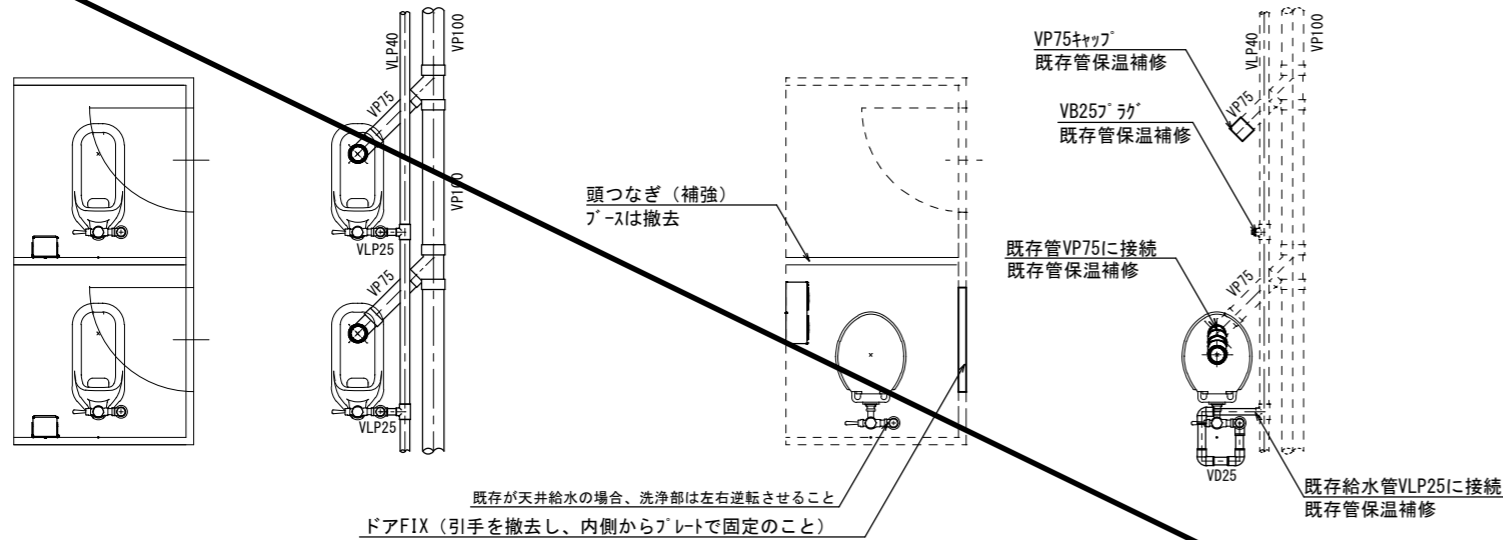 VLP40
VP100
VP75
VP100
VLP25
VP75
VLP25
頭つなぎ（補強）
ブースは撤去
既存が天井給水の場合、洗浄部は左右逆転させること
ドアFIX（引手を撤去し、内側からプレートで固定のこと）
VP75キャップ
既存管保温補修
VLP40
VP100
VP75
VB25プラグ
既存管保温補修
既存管VP75に接続
既存管保温補修
VP75
VD25
既存給水管VLP25に接続
既存管保温補修